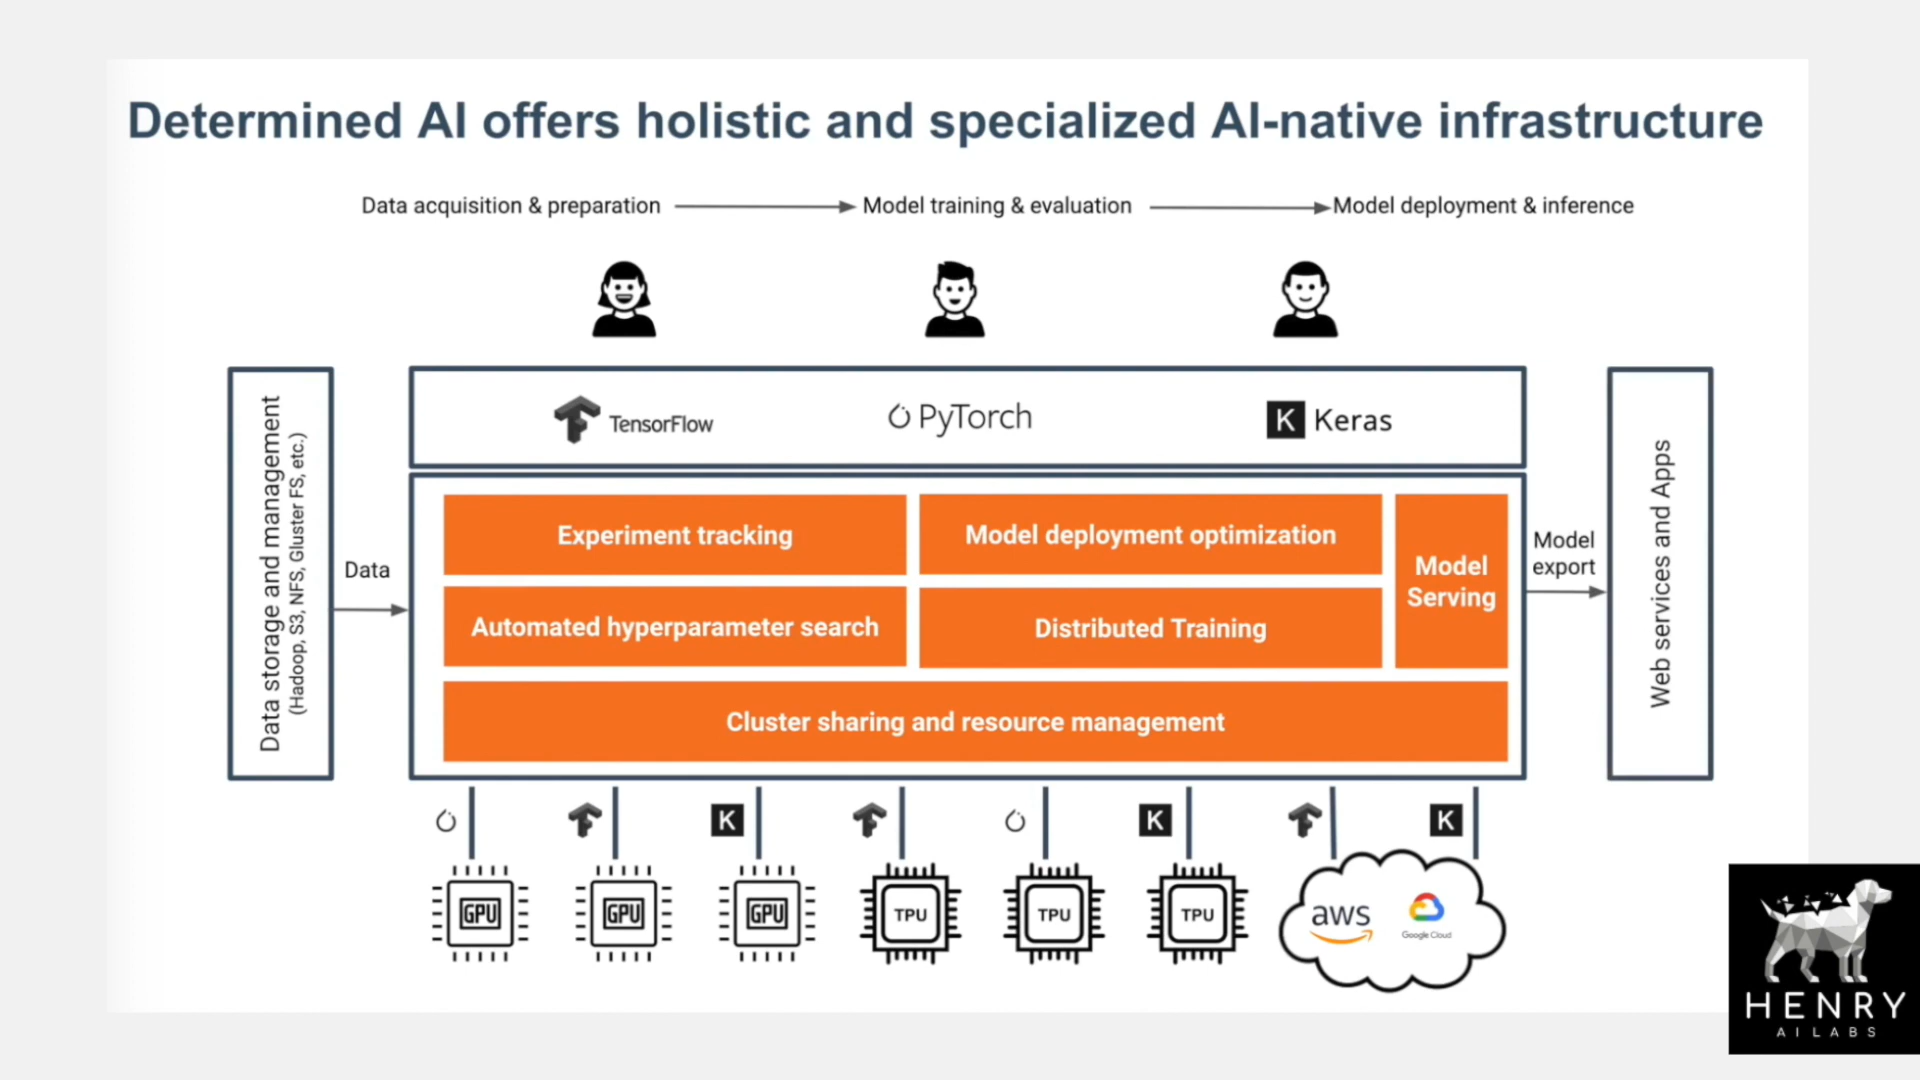 Determined AI offers holistic and specialized AI-native infrastructure
Data acquisition & preparation
Model training & evaluation
Model deployment & inference
Data storage and management
(Hadoop, S3, NFS, Gluster FS, etc.)
Data
TensorFlow
PyTorch
K Keras
Experiment tracking
Model deployment optimization
Model
Serving
Automated hyperparameter search
Distributed Training
Cluster sharing and resource management
Model
export
Web services and Apps
K
K
K
GPU
GPU
GPU
TPU
TPU
TPU
aws
Google Cloud
HENRY
AI LABS